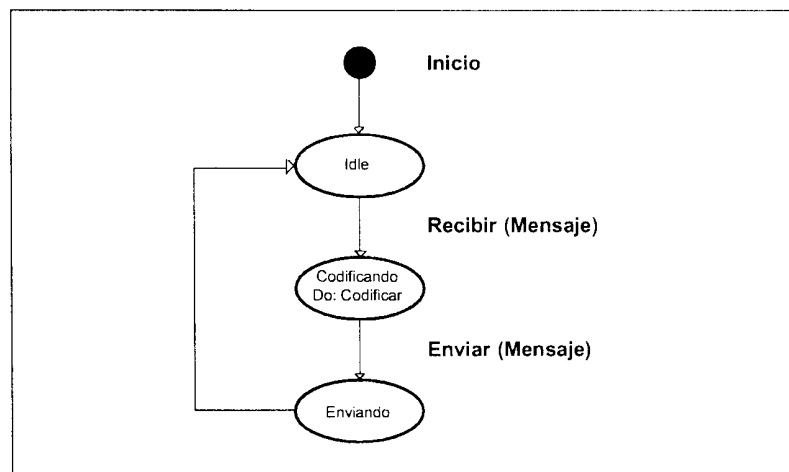 Inicio
Idle
Recibir (Mensaje)
Codificando
Do: Codificar
Enviar (Mensaje)
Enviando